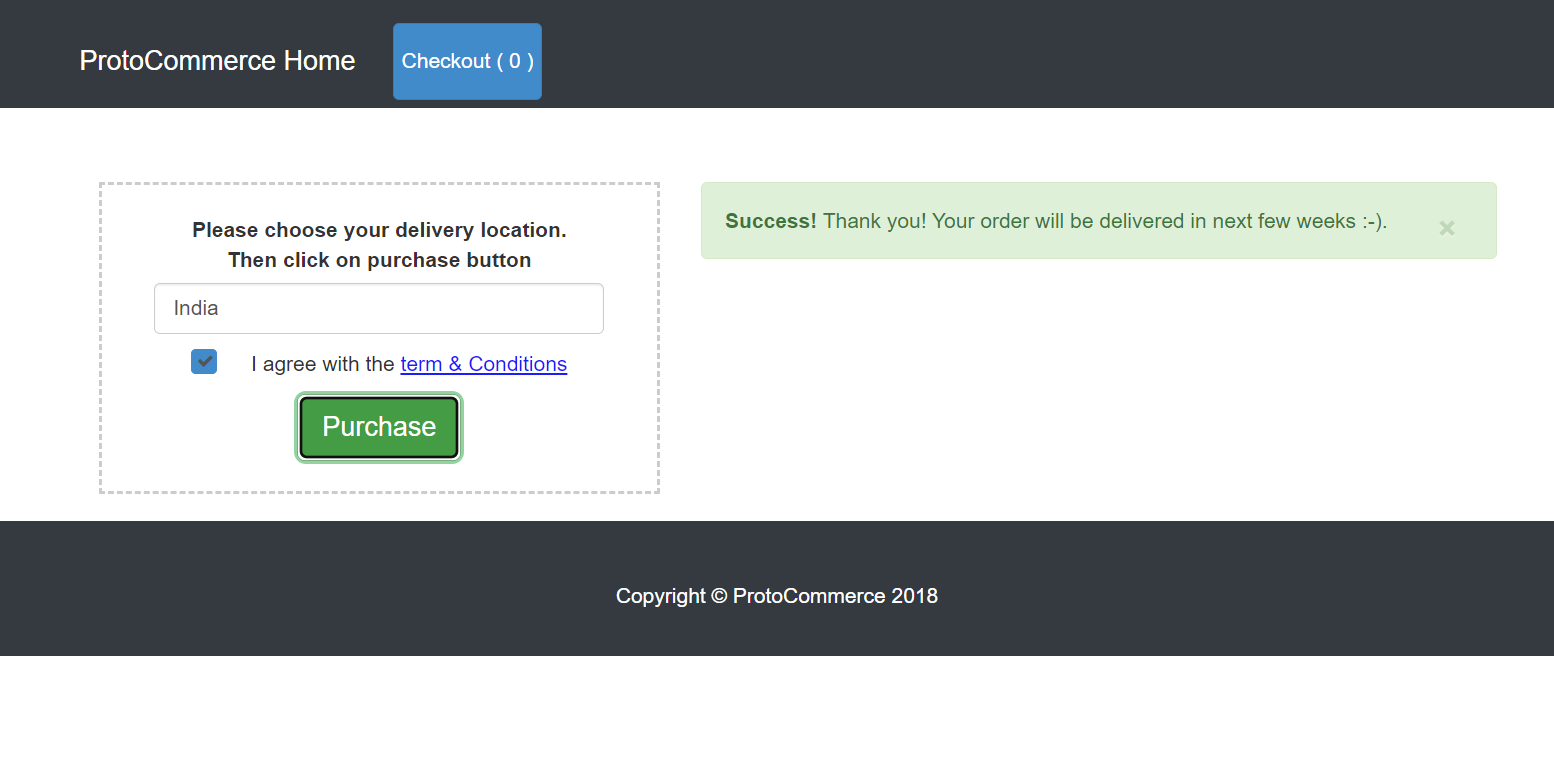 ProtoCommerce Home
Checkout ( 0 )
Please choose your delivery location.
Then click on purchase button
India
I agree with the term & Conditions
Purchase
Success! Thank you! Your order will be delivered in next few weeks :-).
×
Copyright © ProtoCommerce 2018